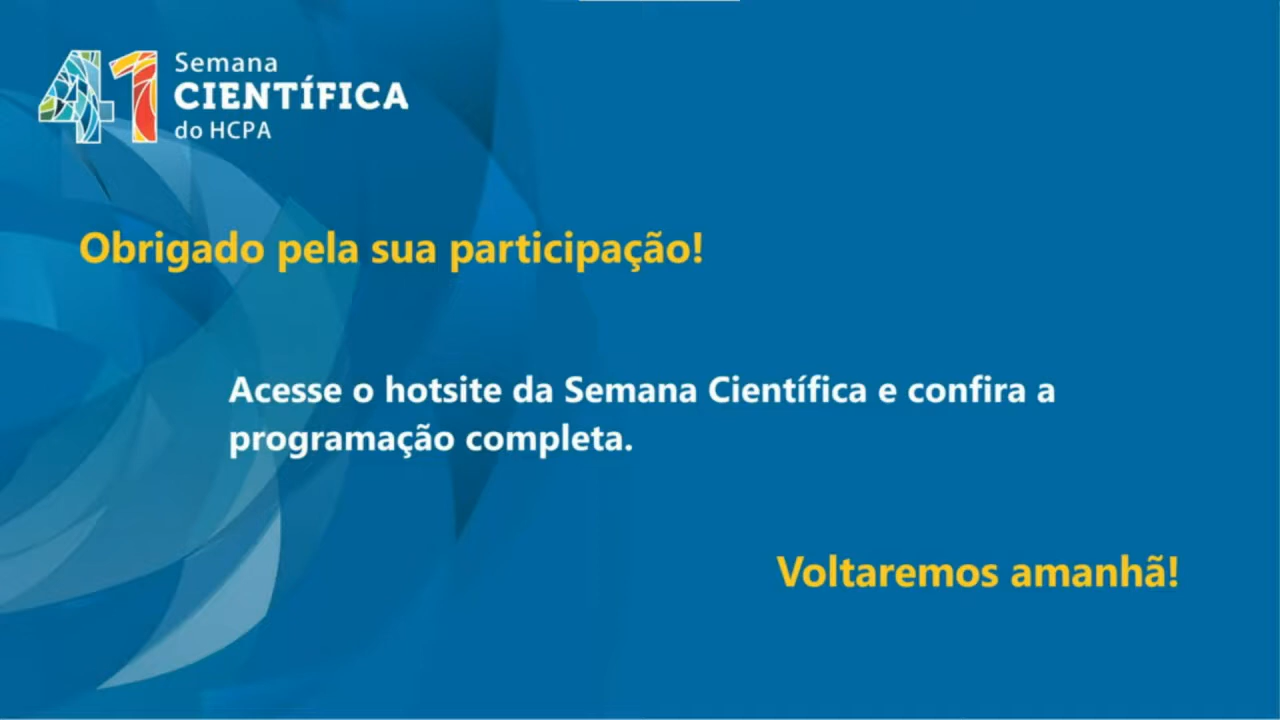 41
Semana
CIENTÍFICA
do HCPA
Obrigado pela sua participação!
Acesse o hotsite da Semana Científica e confira a
programação completa.
Voltaremos amanhã!